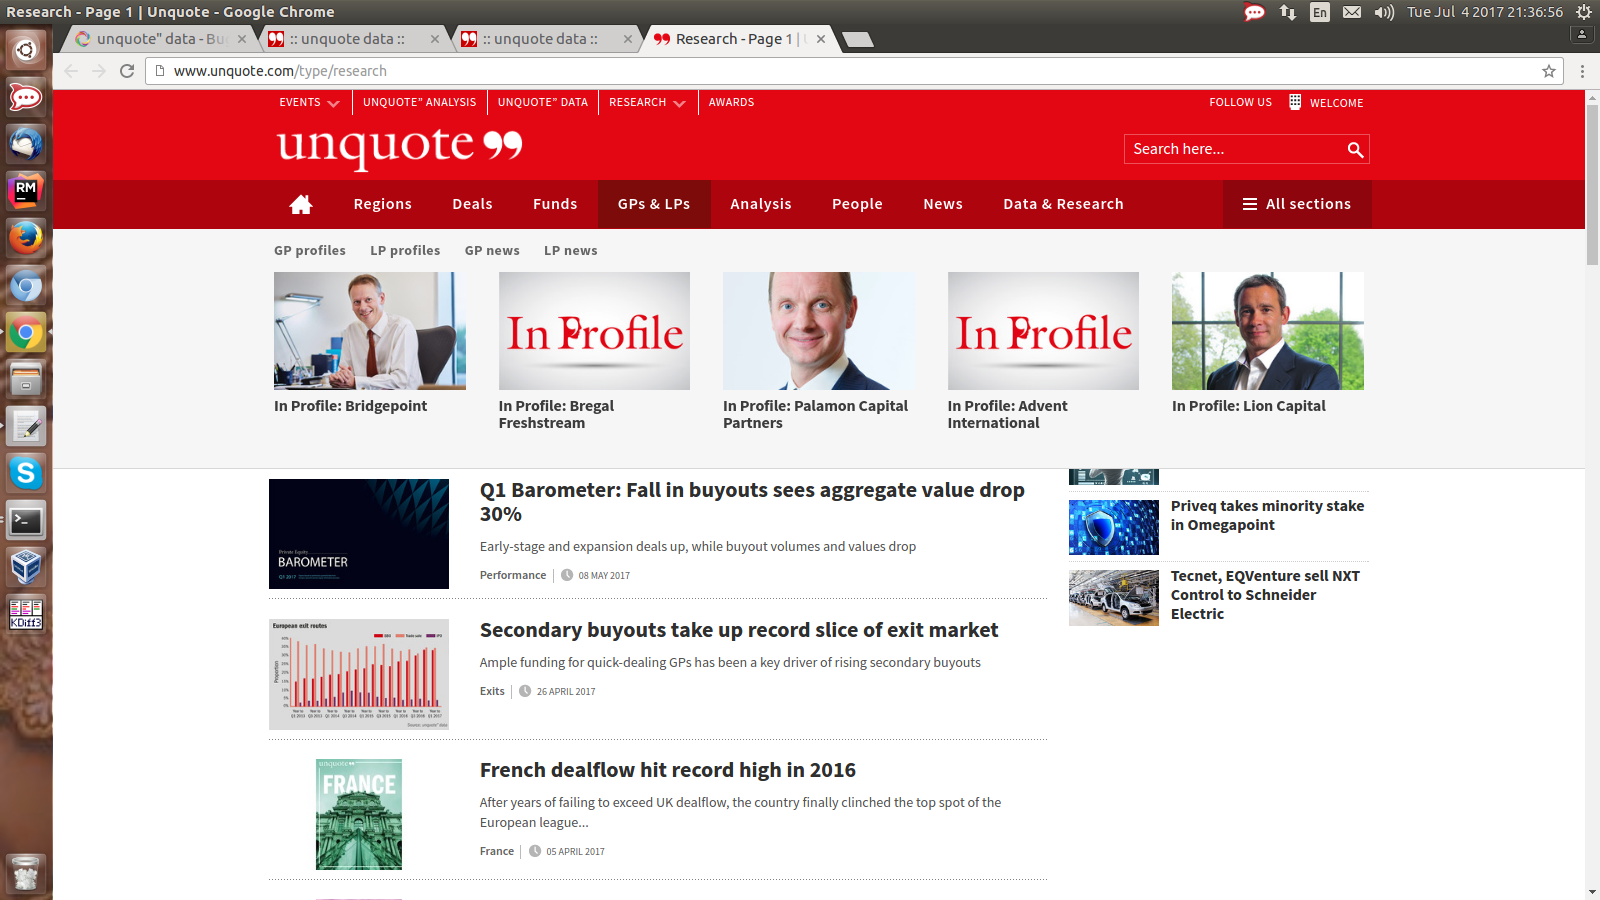 Research - Page 1 | Unquote - Google Chrome
En
Tue Jul 4 2017 21:36:56
unquote" data - Bu
:: unquote data ::
:: unquote data ::
Research - Page 1 | U
www.unquote.com/type/research
EVENTS
UNQUOTE” ANALYSIS
UNQUOTE” DATA
RESEARCH
AWARDS
FOLLOW US
WELCOME
unquote ””
Search here...
Regions
Deals
Funds
GPs & LPs
Analysis
People
News
Data & Research
All sections
GP profiles
LP profiles
GP news
LP news
In Profile
In Profile
In Profile: Bridgepoint
In Profile: Bregal
Freshstream
In Profile: Palamon Capital
Partners
In Profile: Advent
International
In Profile: Lion Capital
Private Equity
BAROMETER
Q1 2017
Q1 Barometer: Fall in buyouts sees aggregate value drop
30%
Early-stage and expansion deals up, while buyout volumes and values drop
Performance
08 MAY 2017
European exit routes
Secondary buyouts take up record slice of exit market
Ample funding for quick-dealing GPs has been a key driver of rising secondary buyouts
Exits
26 APRIL 2017
unquote
FRANCE
French dealflow hit record high in 2016
After years of failing to exceed UK dealflow, the country finally clinched the top spot of the
European league...
France
05 APRIL 2017
Priveq takes minority stake
in Omegapoint
Tecnet, EQVenture sell NXT
Control to Schneider
Electric
RM
KDiff3